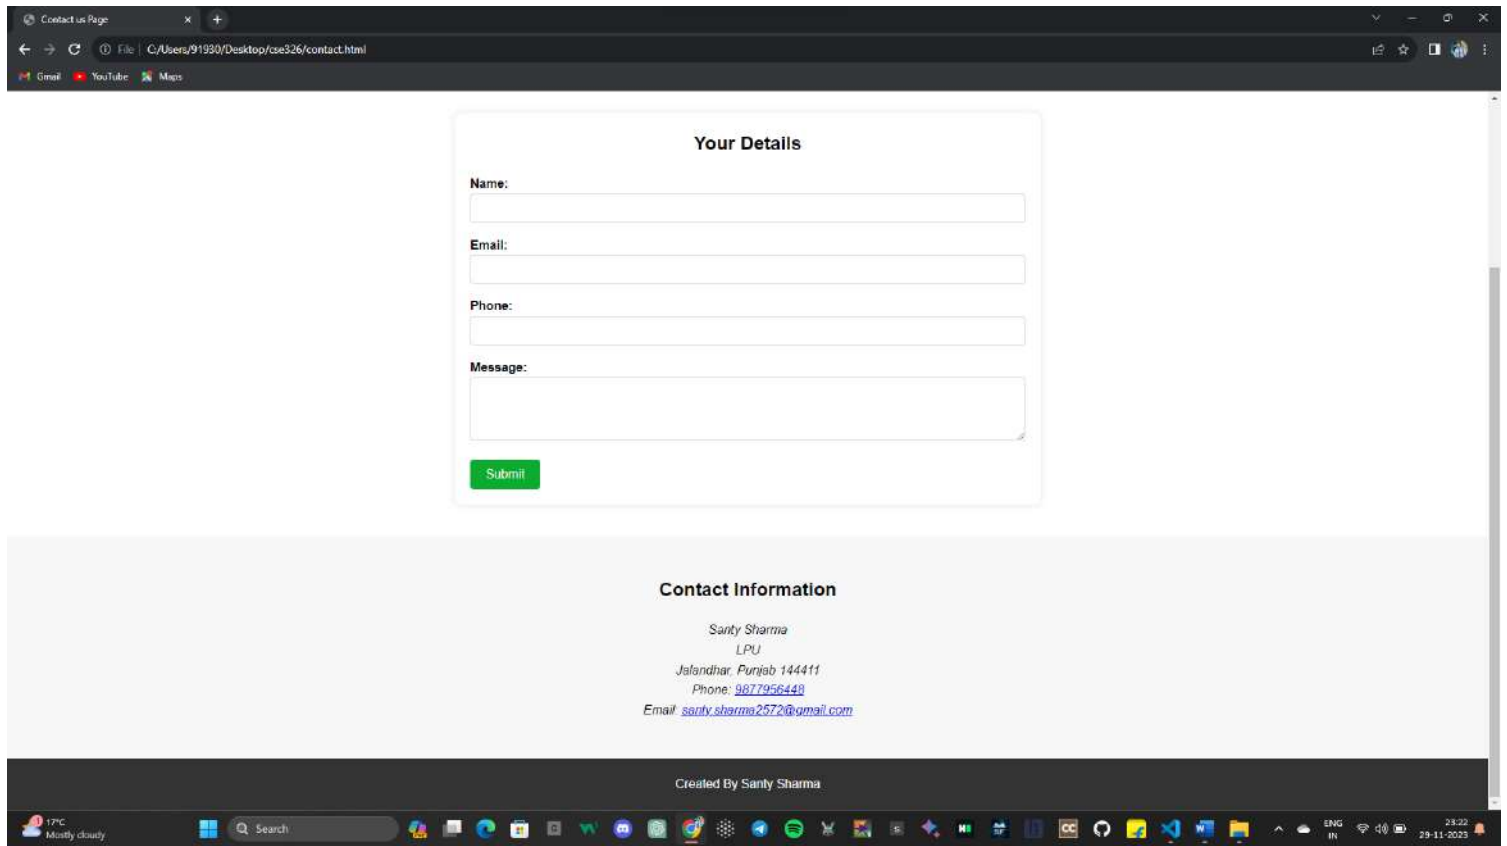 Contact us Page
File
C:/Users/91930/Desktop/cse326/contact.html
Gmail YouTube Maps
Your Details
Name:
Email:
Phone:
Message:
Submit
Contact Information
Santy Sharma
LPU
Jalandhar, Punjab 144411
Phone: 9877956448
Email: santy.sharma2572@gmail.com
Created By Santy Sharma
17°C
Mostly cloudy
Search
CC
ENG
IN
23:22
29-11-2023